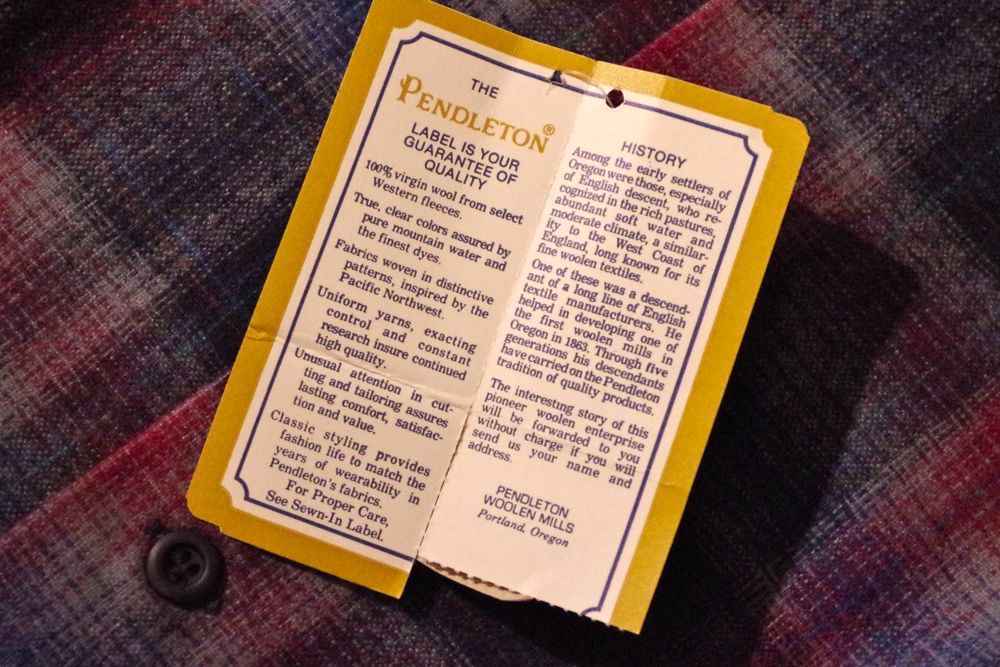 THE
PENDLETON®
LABEL IS YOUR
GUARANTEE OF
QUALITY
100% virgin wool from select
Western fleeces.
True, clear colors assured by
pure mountain water and
the finest dyes.
Fabrics woven in distinctive
patterns, inspired by the
Pacific Northwest.
Uniform yarns, exacting
control and constant
research insure continued
high quality.
Unusual attention in cut-
ting and tailoring assures
lasting comfort, satisfac-
tion and value.
Classic styling provides
fashion life to match the
years of wearability in
Pendleton's fabrics.
For Proper Care,
See Sewn-In Label.
HISTORY
Among the early settlers of
Oregon were those, especially
of English descent, who re-
cognized in the rich pastures,
abundant soft water and
moderate climate, a similar-
ity to the West Coast of
England, long known for its
fine woolen textiles.
One of these was a descend-
ant of a long line of English
textile manufacturers. He
helped in developing one of
the first woolen mills in
Oregon in 1863. Through five
generations his descendants
have carried on the Pendleton
tradition of quality products.
The interesting story of this
pioneer woolen enterprise
will be forwarded to you
without charge if you will
send us your name and
address.
PENDLETON
WOOLEN MILLS
Portland, Oregon